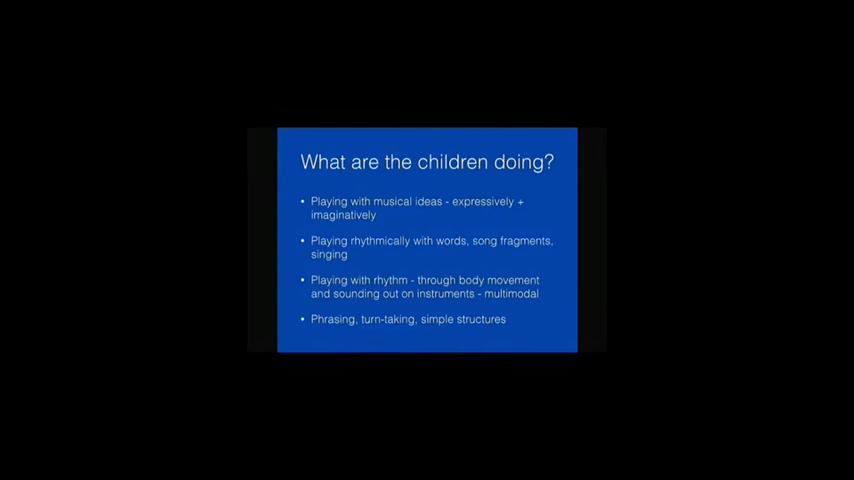 What are the children doing?
• Playing with musical ideas - expressively +
imaginatively
• Playing rhythmically with words, song fragments,
singing
• Playing with rhythm - through body movement
and sounding out on instruments - multimodal
• Phrasing, turn-taking, simple structures